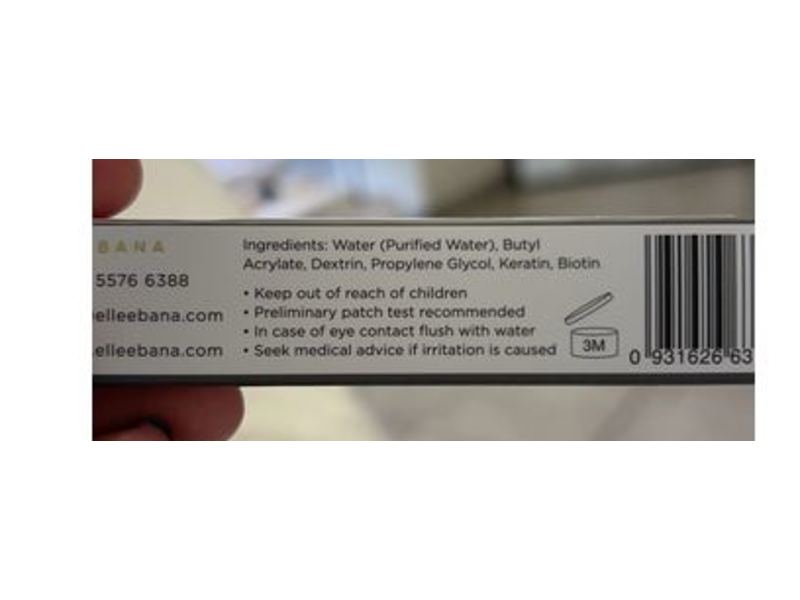 BANA
5576 6388
elleebana.com
elleebana.com
Ingredients: Water (Purified Water), Butyl
Acrylate, Dextrin, Propylene Glycol, Keratin, Biotin
• Keep out of reach of children
• Preliminary patch test recommended
• In case of eye contact flush with water
• Seek medical advice if irritation is caused
3M
0 931626 63